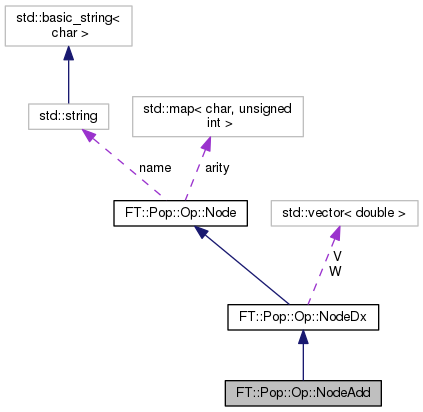 std::basic_string<
char >
std::string
std::map< char, unsigned
int >
name
arity
FT::Pop::Op::Node
std::vector< double >
V
W
FT::Pop::Op::NodeDx
FT::Pop::Op::NodeAdd